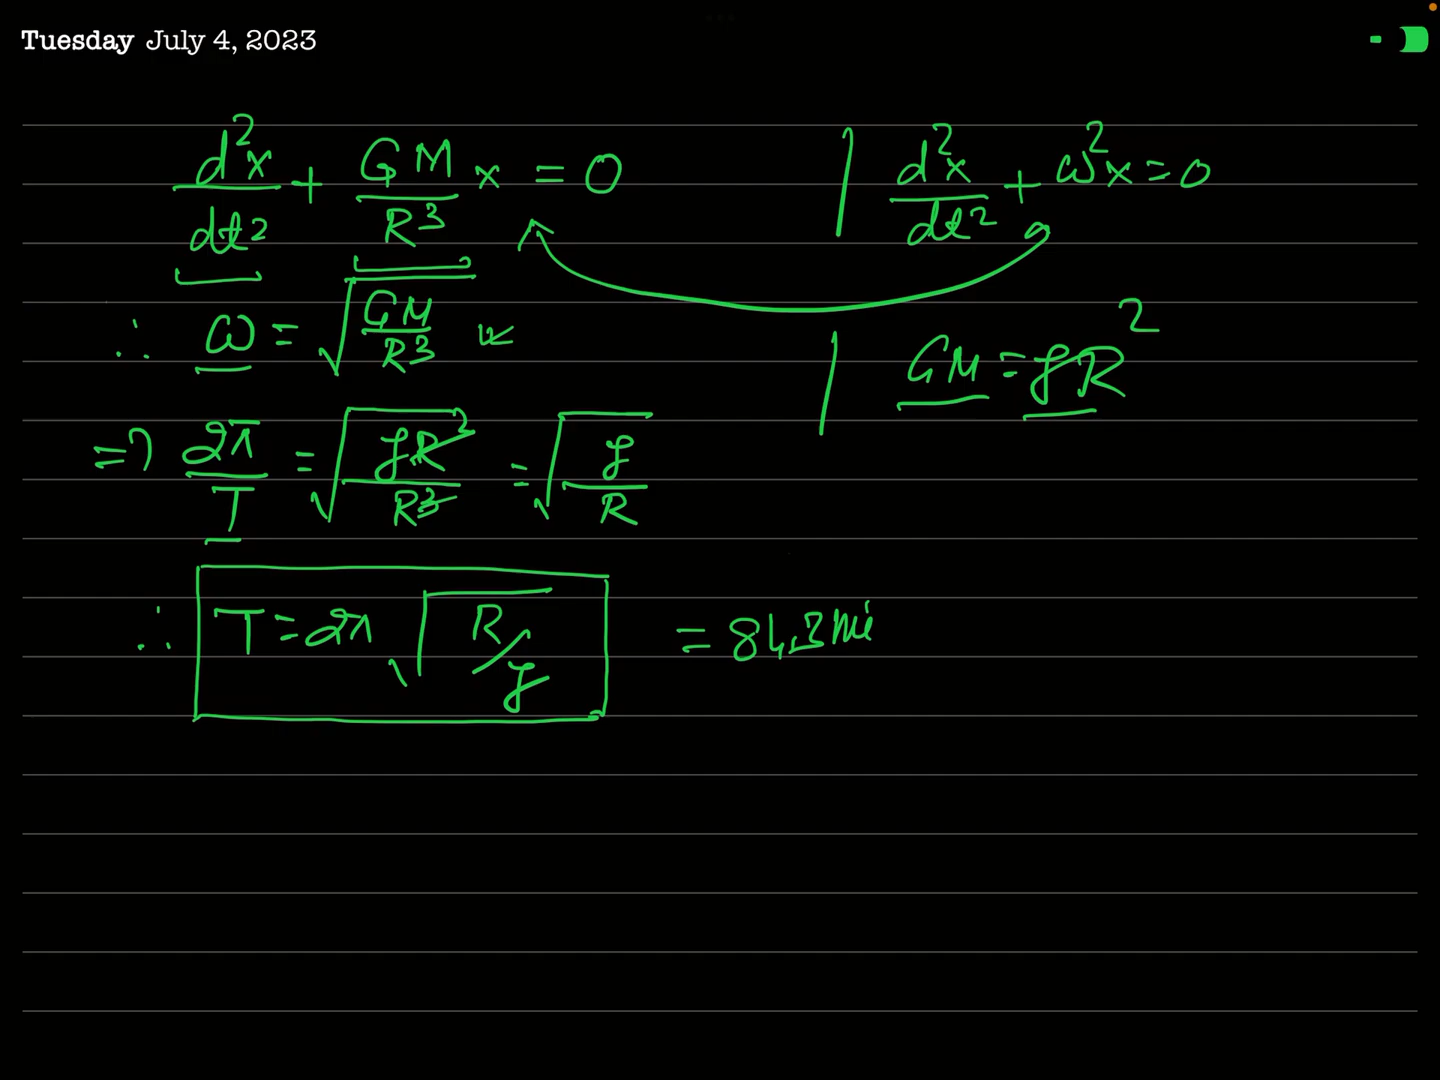 Tuesday July 4, 2023
d²x/dt² + GM/R³ x = 0 | d²x/dt² + ω²x = 0
∴ ω = √(GM/R³) | GM = gR²
=> 2π/T = √(gR²/R³) = √(g/R)
∴ T = 2π √(R/g) = 84.3 mi